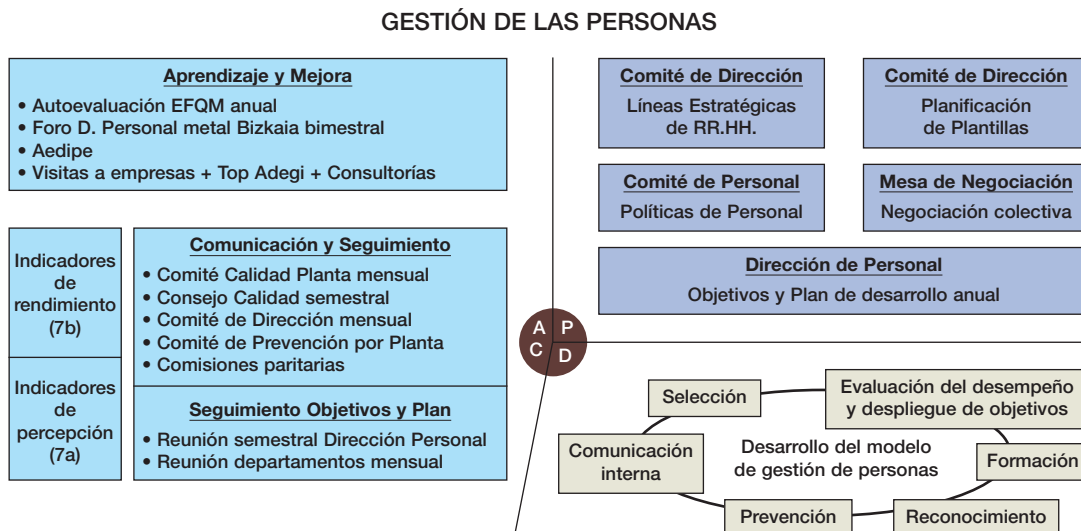 GESTIÓN DE LAS PERSONAS
Aprendizaje y Mejora
• Autoevaluación EFQM anual
• Foro D. Personal metal Bizkaia bimestral
• Aedipe
• Visitas a empresas + Top Adegi + Consultorías
Comité de Dirección
Líneas Estratégicas
de RR.HH.
Comité de Dirección
Planificación
de Plantillas
Comité de Personal
Políticas de Personal
Mesa de Negociación
Negociación colectiva
Dirección de Personal
Objetivos y Plan de desarrollo anual
Indicadores
de
rendimiento
(7b)
Indicadores
de
percepción
(7a)
Comunicación y Seguimiento
• Comité Calidad Planta mensual
• Consejo Calidad semestral
• Comité de Dirección mensual
• Comité de Prevención por Planta
• Comisiones paritarias
Seguimiento Objetivos y Plan
• Reunión semestral Dirección Personal
• Reunión departamentos mensual
A P
C D
Selección
Evaluación del desempeño
y despliegue de objetivos
Comunicación
interna
Desarrollo del modelo
de gestión de personas
Formación
Prevención
Reconocimiento